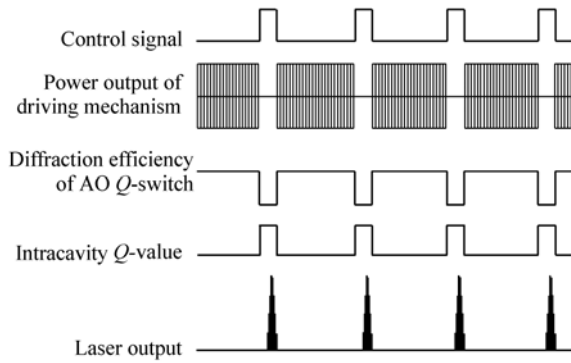 Control signal
Power output of
driving mechanism
Diffraction efficiency
of AO Q-switch
Intracavity Q-value
Laser output